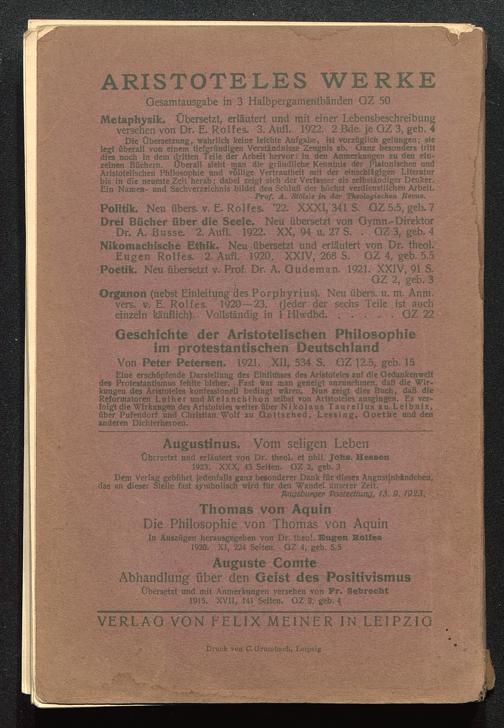 ARISTOTELES WERKE
Gesamtausgabe in 3 Halbpergamentbänden GZ 50
Metaphysik. Übersetzt, erläutert und mit einer Lebensbeschreibung
versehen von Dr. E. Rolfes. 3. Aufl. 1922. 2 Bde. je GZ 3, geb. 4
Die Übersetzung, wahrlich keine leichte Aufgabe, ist vorzüglich gelungen; sie
legt überall von einem tiefgründigen Verständnisse Zeugnis ab. Ganz besonders tritt
dies noch in dem dritten Teile der Arbeit hervor: in den Anmerkungen zu den ein-
zelnen Büchern. Überall sieht man die gründliche Kenntnis der Platonischen und
Aristotelischen Philosophie und völlige Vertrautheit mit der einschlägigen Literatur
bis in die neueste Zeit herab; dabei zeigt sich der Verfasser als selbständiger Denker.
Ein Namen- und Sachverzeichnis bildet den Schluß der höchst verdienstlichen Arbeit.
Prof. A. in der Theologischen Revue.
Politik. Neu übers. v. E. Rolfes. '22. XXXI, 341 S. GZ 5.5, geb. 7
Drei Bücher über die Seele. Neu übersetzt von Gymn.-Direktor
Dr. A. Busse. 2. Aufl. 1922. XX, 94 u. 27 S. . GZ 3, geb. 4
Nikomachische Ethik. Neu übersetzt und erläutert von Dr. theol.
Eugen Rolfes. 2. Aufl. 1920. XXIV, 268 S. GZ 4, geb. 5.5
Poetik. Neu übersetzt v. Prof. Dr. A. Gudeman. 1921. XXIV, 91 S.
GZ 2, geb. 3
Organon (nebst Einleitung des Porphyrius). Neu übers. u. m. Anm.
vers. v. E. Rolfes. 1920—23. (Jeder der sechs Teile ist auch
einzeln käuflich). Vollständig in 1 Hlwdbd. . . . . . . GZ 22
Geschichte der Aristotelischen Philosophie
im protestantischen Deutschland
Von Peter Petersen. 1921. XII, 534 S. GZ 12.5, geb. 15
Eine erschöpfende Darstellung des Einflusses des Aristoteles auf die Gedankenwelt
des Protestantismus fehlte bisher. Fast war man geneigt anzunehmen, daß die Wir-
kungen des Aristoteles konfessionell bedingt wären. Nun zeigt dies Buch, daß die
Reformatoren Luther und Melanchthon selbst von Aristoteles ausgingen. Es ver-
folgt die Wirkungen des Aristoteles weiter über Nikolaus Taurellus zu Leibniz,
über Pufendorf und Christian Wolf zu Gottsched, Lessing, Goethe und den
anderen Dichterheroen.
Augustinus. Vom seligen Leben
Übersetzt und erläutert von Dr. theol. et phil. Johs. Hessen
1923. XXX, 43 Seiten. GZ 2, geb. 3
Dem Verlag gebührt jedenfalls ganz besonderer Dank für dieses Augustinbändchen,
das an dieser Stelle fast symbolisch wird für den Wandel unserer Zeit.
Augsburger Postzeitung, 13. 9. 1923.
Thomas von Aquin
Die Philosophie von Thomas von Aquin
In Auszügen herausgegeben von Dr. theol. Eugen Rolfes
1920. XI, 224 Seiten. GZ 4, geb. 5.5
Auguste Comte
Abhandlung über den Geist des Positivismus
Übersetzt und mit Anmerkungen versehen von Fr. Sebrecht
1915. XVII, 141 Seiten. GZ 2, geb. 4
VERLAG VON FELIX MEINER IN LEIPZIG
Druck von C. Grumbach, Leipzig